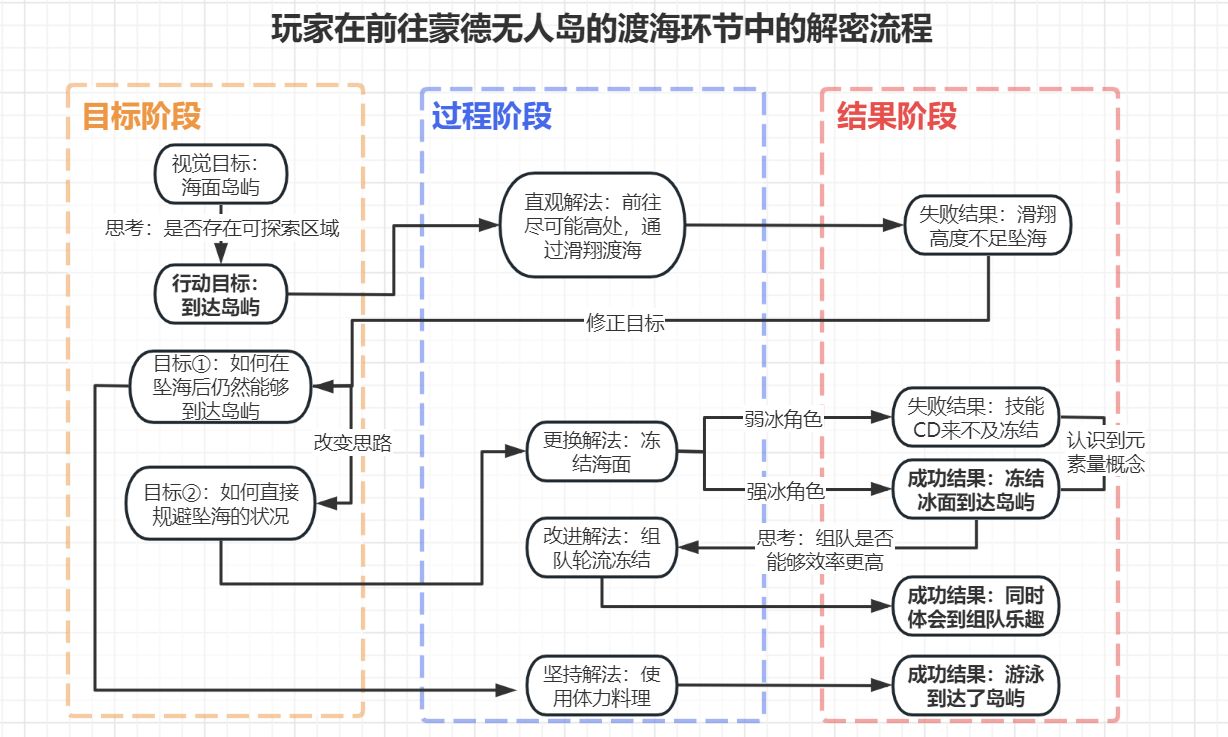 玩家在前往蒙德无人岛的渡海环节中的解密流程
目标阶段
视觉目标：
海面岛屿
思考：是否存在可探索区域
行动目标：
到达岛屿
目标①：如何在
坠海后仍然能够
到达岛屿
改变思路
目标②：如何直接
规避坠海的状况
过程阶段
直观解法：前往
尽可能高处，通
过滑翔渡海
修正目标
更换解法：冻
结海面
弱冰角色
强冰角色
改进解法：组
队轮流冻结
思考：组队是否
能够效率更高
坚持解法：使
用体力料理
结果阶段
失败结果：滑翔
高度不足坠海
失败结果：技能
CD来不及冻结
认识到元
素量概念
成功结果：冻结
冰面到达岛屿
成功结果：同时
体会到组队乐趣
成功结果：游泳
到达了岛屿